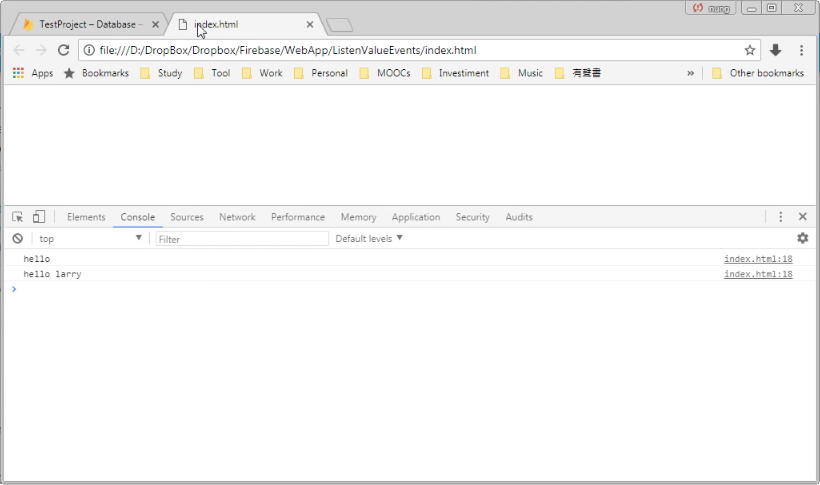 nung
TestProject – Database –
index.html
file:///D:/DropBox/Dropbox/Firebase/WebApp/ListenValueEvents/index.html
Apps Bookmarks Study Tool Work Personal MOOCs Investiment Music 有聲書 » Other bookmarks
Elements Console Sources Network Performance Memory Application Security Audits
top Filter Default levels
hello index.html:18
hello larry index.html:18